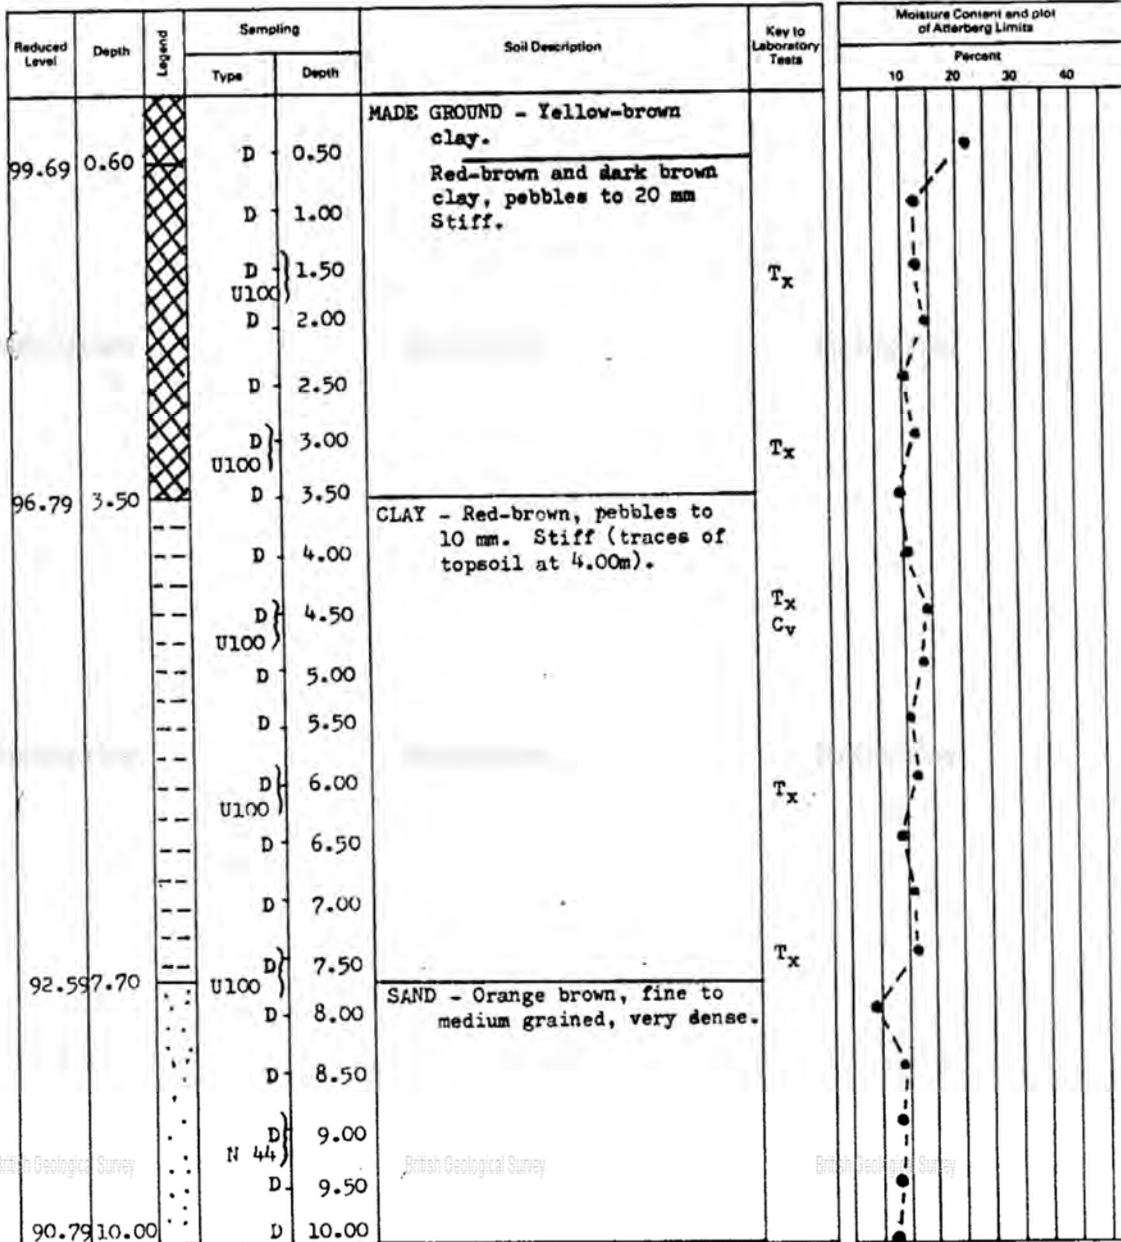 Reduced Level
Depth
Legend
Sampling
Type
Depth
Soil Description
Key to Laboratory Tests
Moisture Content and plot of Atterberg Limits
Percent
10 20 30 40
MADE GROUND - Yellow-brown
clay.
D 0.50
99.69 0.60
Red-brown and dark brown
clay, pebbles to 20 mm
Stiff.
D 1.00
D 1.50 Tx
U100
D 2.00
D 2.50
D 3.00 Tx
U100
96.79 3.50 D 3.50
CLAY - Red-brown, pebbles to
10 mm. Stiff (traces of
topsoil at 4.00m).
D 4.00
D 4.50 Tx
U100 Cv
D 5.00
D 5.50
D 6.00 Tx
U100
D 6.50
D 7.00
D 7.50 Tx
92.59 7.70 U100
SAND - Orange brown, fine to
medium grained, very dense.
D 8.00
D 8.50
D 9.00
N 44
British Geological Survey British Geological Survey British Geological Survey
D 9.50
90.79 10.00 D 10.00